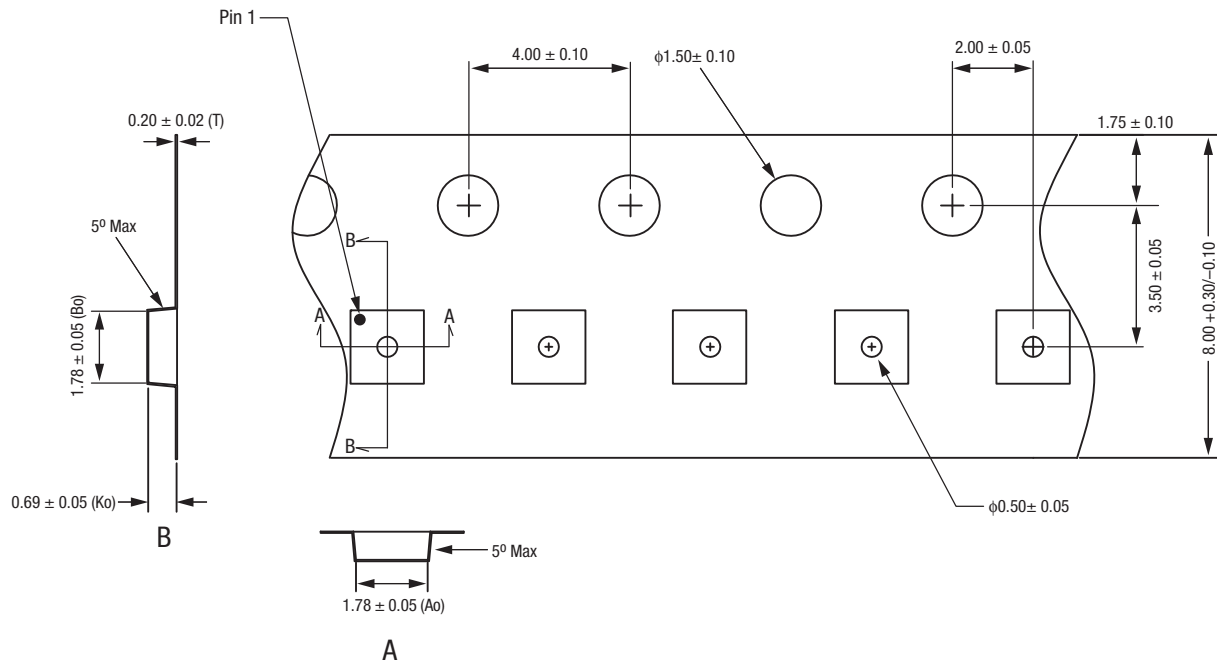 Pin 1
4.00 ± 0.10
ϕ1.50± 0.10
2.00 ± 0.05
0.20 ± 0.02 (T)
1.75 ± 0.10
5º Max
B
B
A
A
1.78 ± 0.05 (Bo)
3.50 ± 0.05
8.00 +0.30/–0.10
0.69 ± 0.05 (Ko)
ϕ0.50± 0.05
B
5º Max
1.78 ± 0.05 (Ao)
A